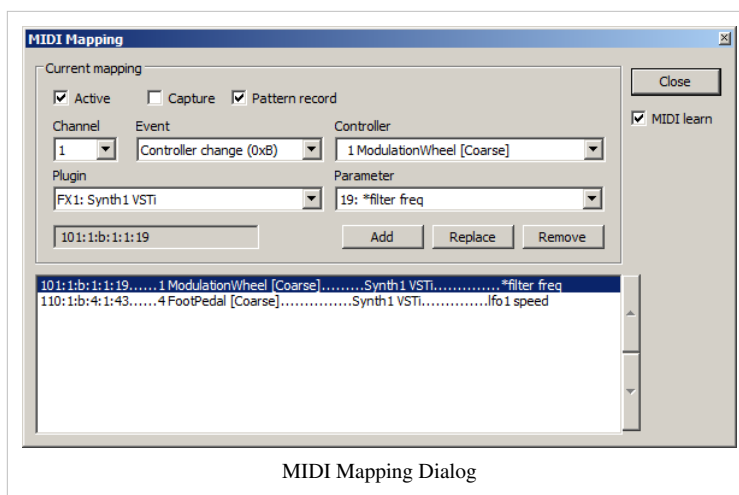 MIDI Mapping
Current mapping
Active Capture Pattern record
Close
MIDI learn
Channel Event Controller
1 Controller change (0xB) 1 ModulationWheel [Coarse]
Plugin Parameter
FX1: Synth1 VSTi 19: *filter freq
101:1:b:1:1:19 Add Replace Remove
101:1:b:1:1:19......1 ModulationWheel [Coarse].........Synth1 VSTi..............*filter freq
110:1:b:4:1:43......4 FootPedal [Coarse]...............Synth1 VSTi..............lfo1 speed
MIDI Mapping Dialog